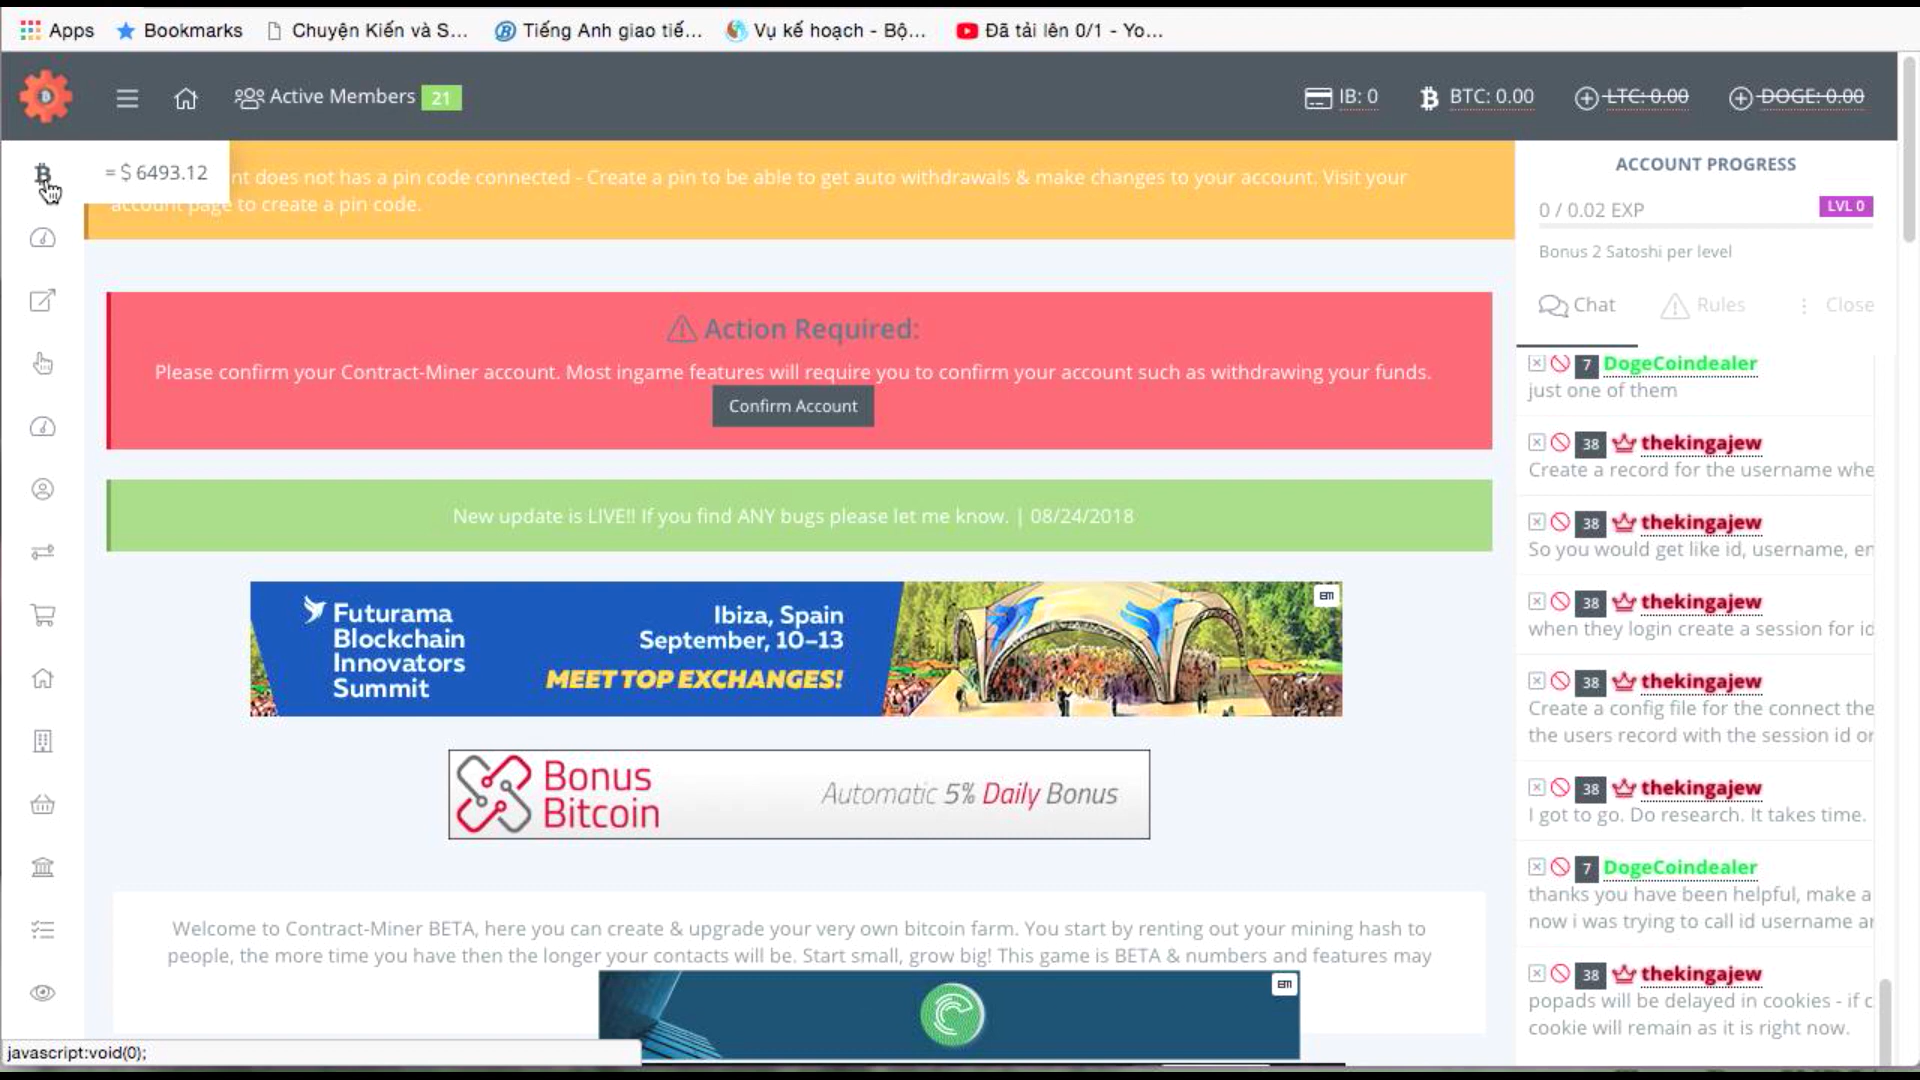 Apps
Bookmarks
Chuyện Kiến và S...
Tiếng Anh giao tiế...
Vụ kế hoạch - Bộ...
Đã tải lên 0/1 - Yo...
Active Members 21
IB: 0
BTC: 0.00
LTC: 0.00
DOGE: 0.00
= $ 6493.12
nt does not has a pin code connected - Create a pin to be able to get auto withdrawals & make changes to your account. Visit your
account page to create a pin code.
Action Required:
Please confirm your Contract-Miner account. Most ingame features will require you to confirm your account such as withdrawing your funds.
Confirm Account
New update is LIVE!! If you find ANY bugs please let me know. | 08/24/2018
Futurama
Blockchain
Innovators
Summit
Ibiza, Spain
September, 10–13
MEET TOP EXCHANGES!
Bonus
Bitcoin
Automatic 5% Daily Bonus
Welcome to Contract-Miner BETA, here you can create & upgrade your very own bitcoin farm. You start by renting out your mining hash to
people, the more time you have then the longer your contacts will be. Start small, grow big! This game is BETA & numbers and features may
javascript:void(0);
ACCOUNT PROGRESS
0 / 0.02 EXP
LVL 0
Bonus 2 Satoshi per level
Chat
Rules
Close
7 DogeCoindealer
just one of them
38 thekingajew
Create a record for the username whe
38 thekingajew
So you would get like id, username, em
38 thekingajew
when they login create a session for id
38 thekingajew
Create a config file for the connect the
the users record with the session id or
38 thekingajew
I got to go. Do research. It takes time.
7 DogeCoindealer
thanks you have been helpful, make a
now i was trying to call id username ar
38 thekingajew
popads will be delayed in cookies - if c
cookie will remain as it is right now.